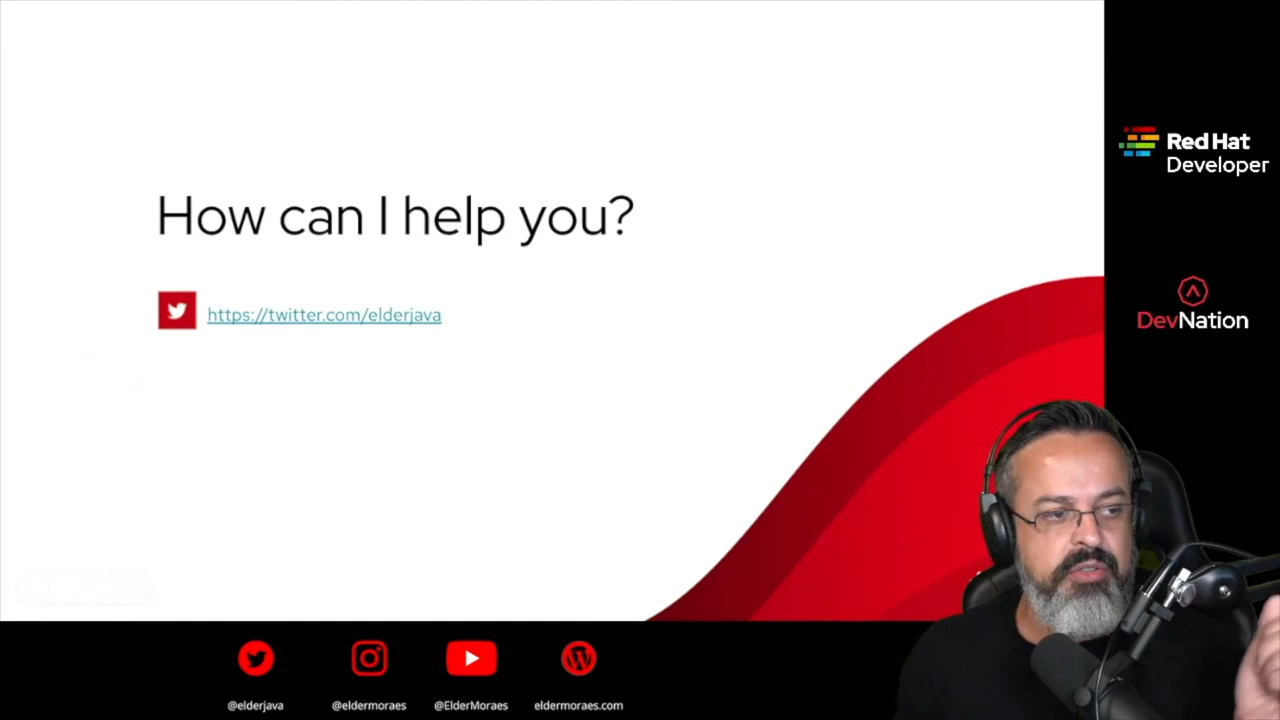 How can I help you?
https://twitter.com/elderjava
Red Hat
Developer
DevNation
@elderjava
@eldermoraes
@ElderMoraes
eldermoraes.com